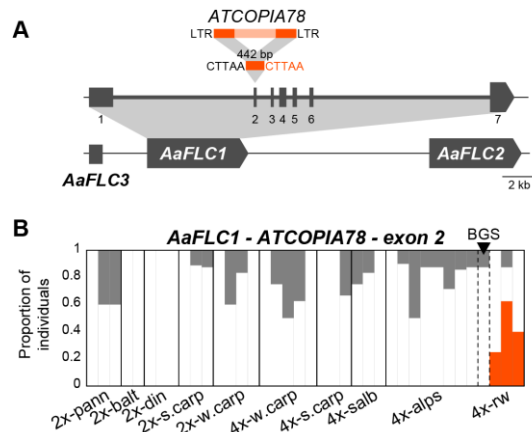 A
ATCOPIA78
LTR LTR
442 bp
CTTAA CTTAA
1 2 3 4 5 6 7
AaFLC3 AaFLC1 AaFLC2
2 kb
B
AaFLC1 - ATCOPIA78 - exon 2
BGS
Proportion of
individuals
1
0.8
0.6
0.4
0.2
0
2x-pann 2x-balt 2x-din 2x-s.carp 2x-w.carp 4x-w.carp 4x-s.carp 4x-salb 4x-alps 4x-rw